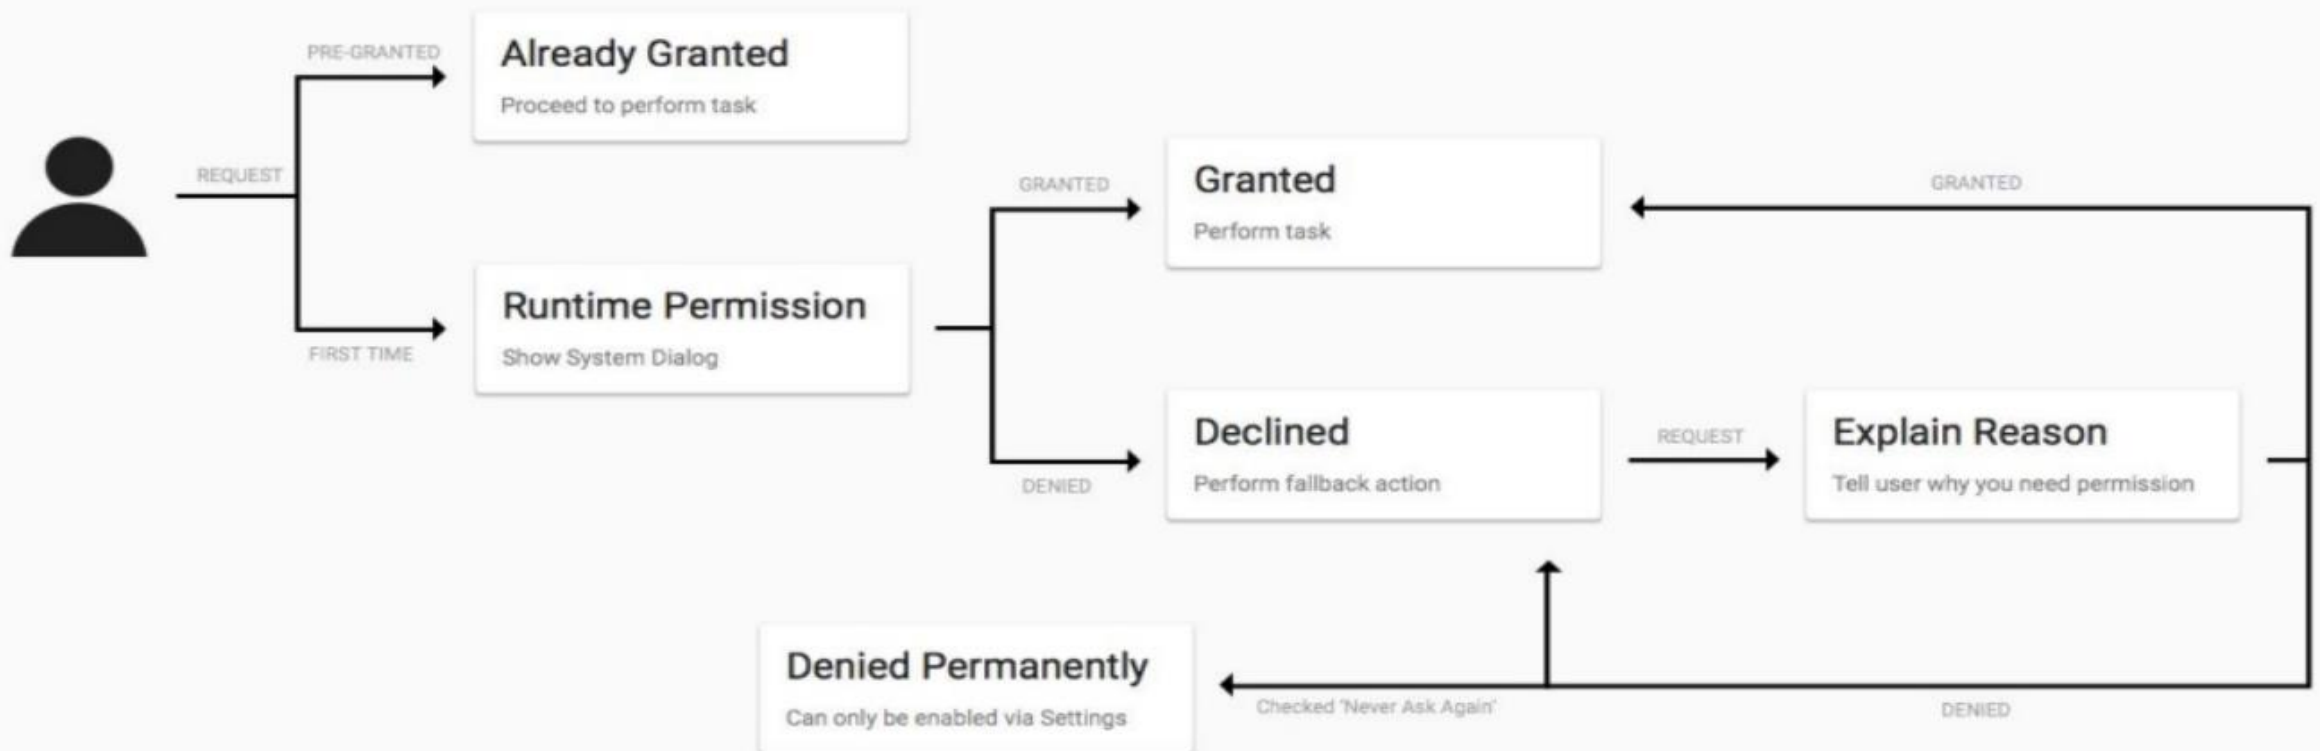 PRE-GRANTED
Already Granted
Proceed to perform task
REQUEST
FIRST TIME
Runtime Permission
Show System Dialog
GRANTED
Granted
Perform task
GRANTED
DENIED
Declined
Perform fallback action
REQUEST
Explain Reason
Tell user why you need permission
Denied Permanently
Can only be enabled via Settings
Checked 'Never Ask Again'
DENIED